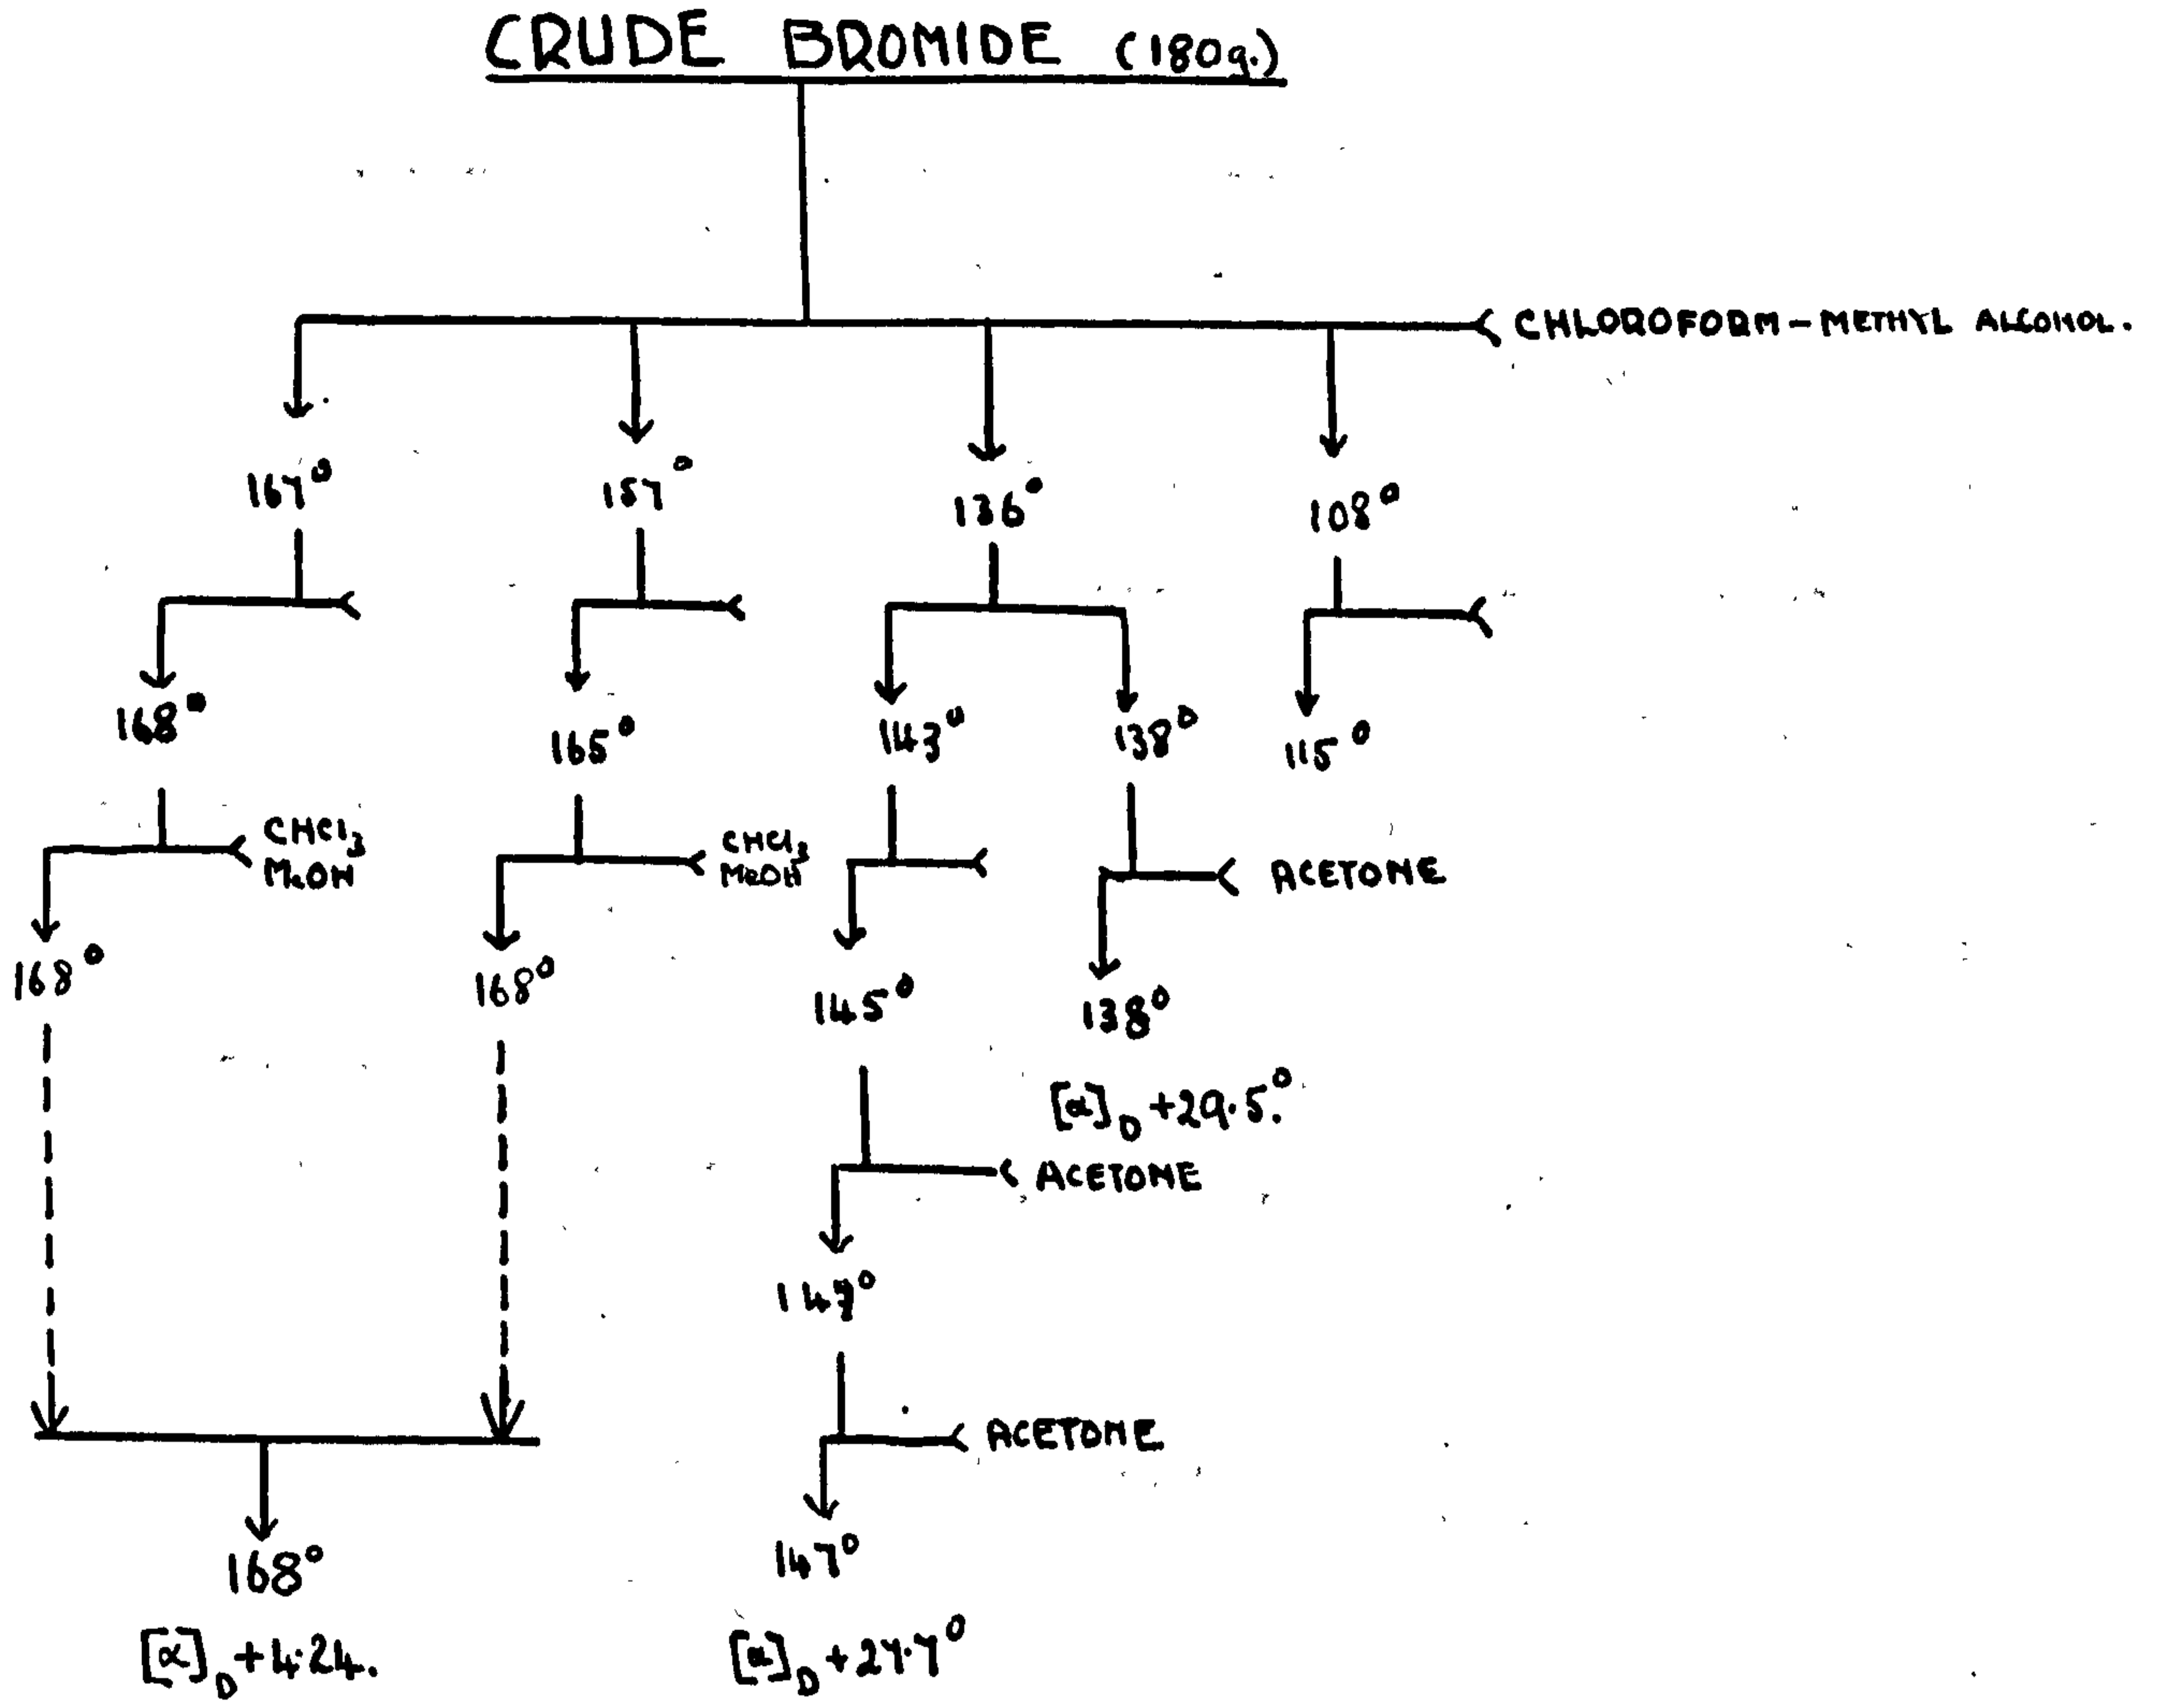 CRUDE BROMIDE (180g.)
CHLOROFORM - METHYL ALCOHOL.
167° 157° 136° 108°
168° 165° 143° 138° 115°
CHCl3
MeOH
CHCl3
MeOH
ACETONE
168° 168° 145° 138°
[α]D +29.5°.
ACETONE
147°
ACETONE
168° 147°
[α]D +4.24. [α]D +27.7°